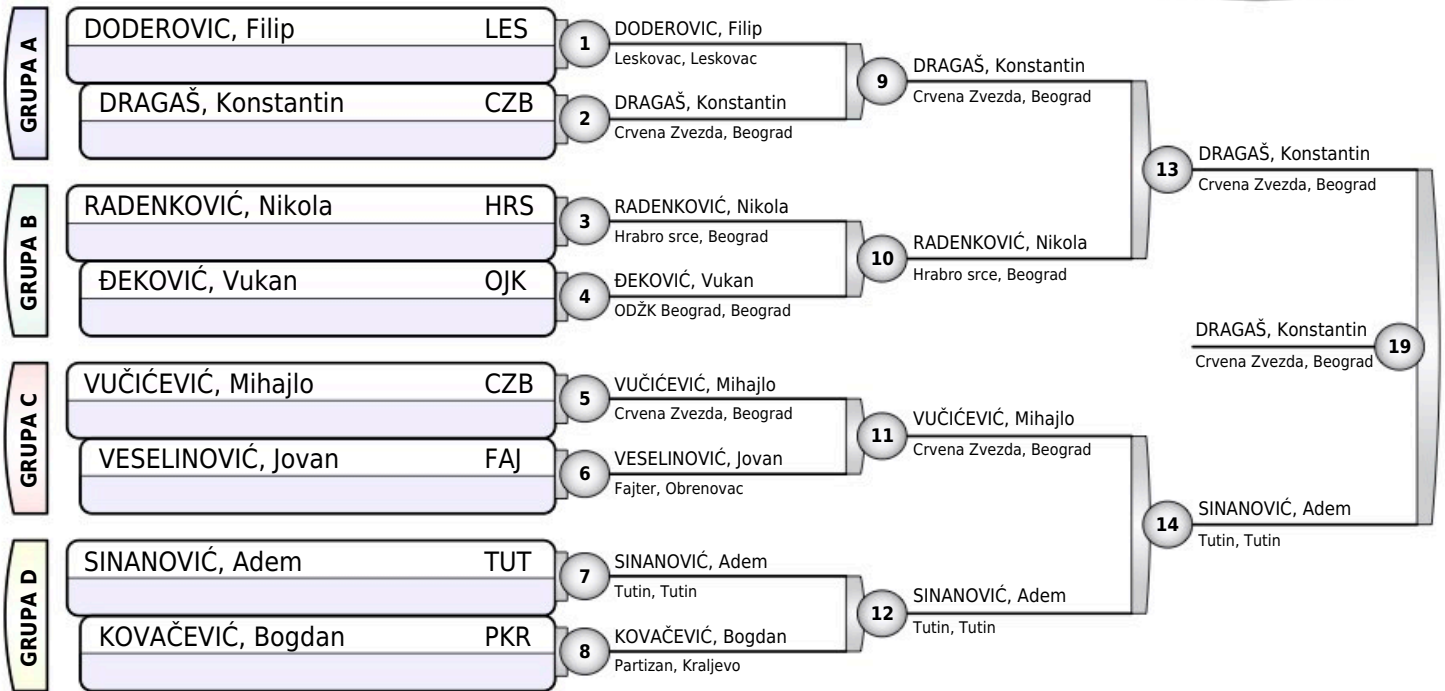 GRUPA A
DODEROVIC, Filip LES
DRAGAŠ, Konstantin CZB
GRUPA B
RADENKOVIĆ, Nikola HRS
ĐEKOVIĆ, Vukan OJK
GRUPA C
VUČIĆEVIĆ, Mihajlo CZB
VESELINOVIĆ, Jovan FAJ
GRUPA D
SINANOVIĆ, Adem TUT
KOVAČEVIĆ, Bogdan PKR
1
DODEROVIC, Filip
Leskovac, Leskovac
2
DRAGAŠ, Konstantin
Crvena Zvezda, Beograd
3
RADENKOVIĆ, Nikola
Hrabro srce, Beograd
4
ĐEKOVIĆ, Vukan
ODŽK Beograd, Beograd
5
VUČIĆEVIĆ, Mihajlo
Crvena Zvezda, Beograd
6
VESELINOVIĆ, Jovan
Fajter, Obrenovac
7
SINANOVIĆ, Adem
Tutin, Tutin
8
KOVAČEVIĆ, Bogdan
Partizan, Kraljevo
9
DRAGAŠ, Konstantin
Crvena Zvezda, Beograd
10
RADENKOVIĆ, Nikola
Hrabro srce, Beograd
11
VUČIĆEVIĆ, Mihajlo
Crvena Zvezda, Beograd
12
SINANOVIĆ, Adem
Tutin, Tutin
13
DRAGAŠ, Konstantin
Crvena Zvezda, Beograd
14
SINANOVIĆ, Adem
Tutin, Tutin
DRAGAŠ, Konstantin
Crvena Zvezda, Beograd
19